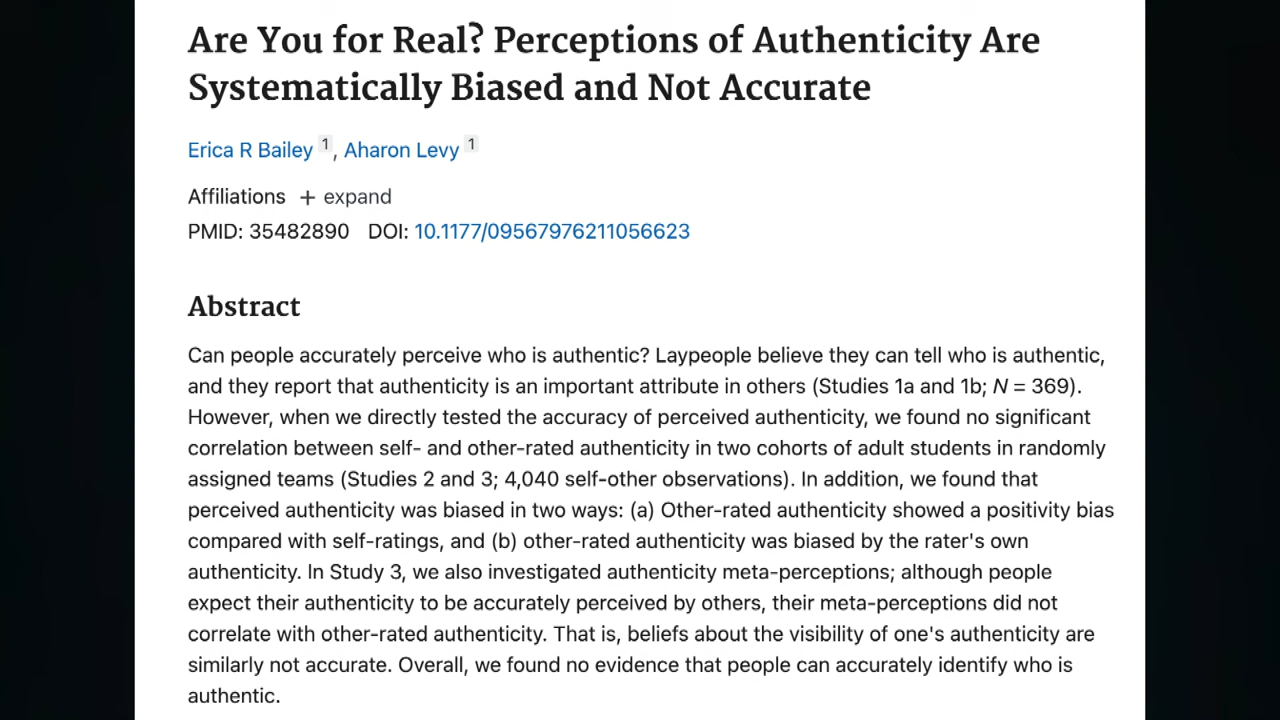 Are You for Real? Perceptions of Authenticity Are
Systematically Biased and Not Accurate
Erica R Bailey 1, Aharon Levy 1
Affiliations + expand
PMID: 35482890 DOI: 10.1177/09567976211056623
Abstract
Can people accurately perceive who is authentic? Laypeople believe they can tell who is authentic,
and they report that authenticity is an important attribute in others (Studies 1a and 1b; N = 369).
However, when we directly tested the accuracy of perceived authenticity, we found no significant
correlation between self- and other-rated authenticity in two cohorts of adult students in randomly
assigned teams (Studies 2 and 3; 4,040 self-other observations). In addition, we found that
perceived authenticity was biased in two ways: (a) Other-rated authenticity showed a positivity bias
compared with self-ratings, and (b) other-rated authenticity was biased by the rater's own
authenticity. In Study 3, we also investigated authenticity meta-perceptions; although people
expect their authenticity to be accurately perceived by others, their meta-perceptions did not
correlate with other-rated authenticity. That is, beliefs about the visibility of one's authenticity are
similarly not accurate. Overall, we found no evidence that people can accurately identify who is
authentic.